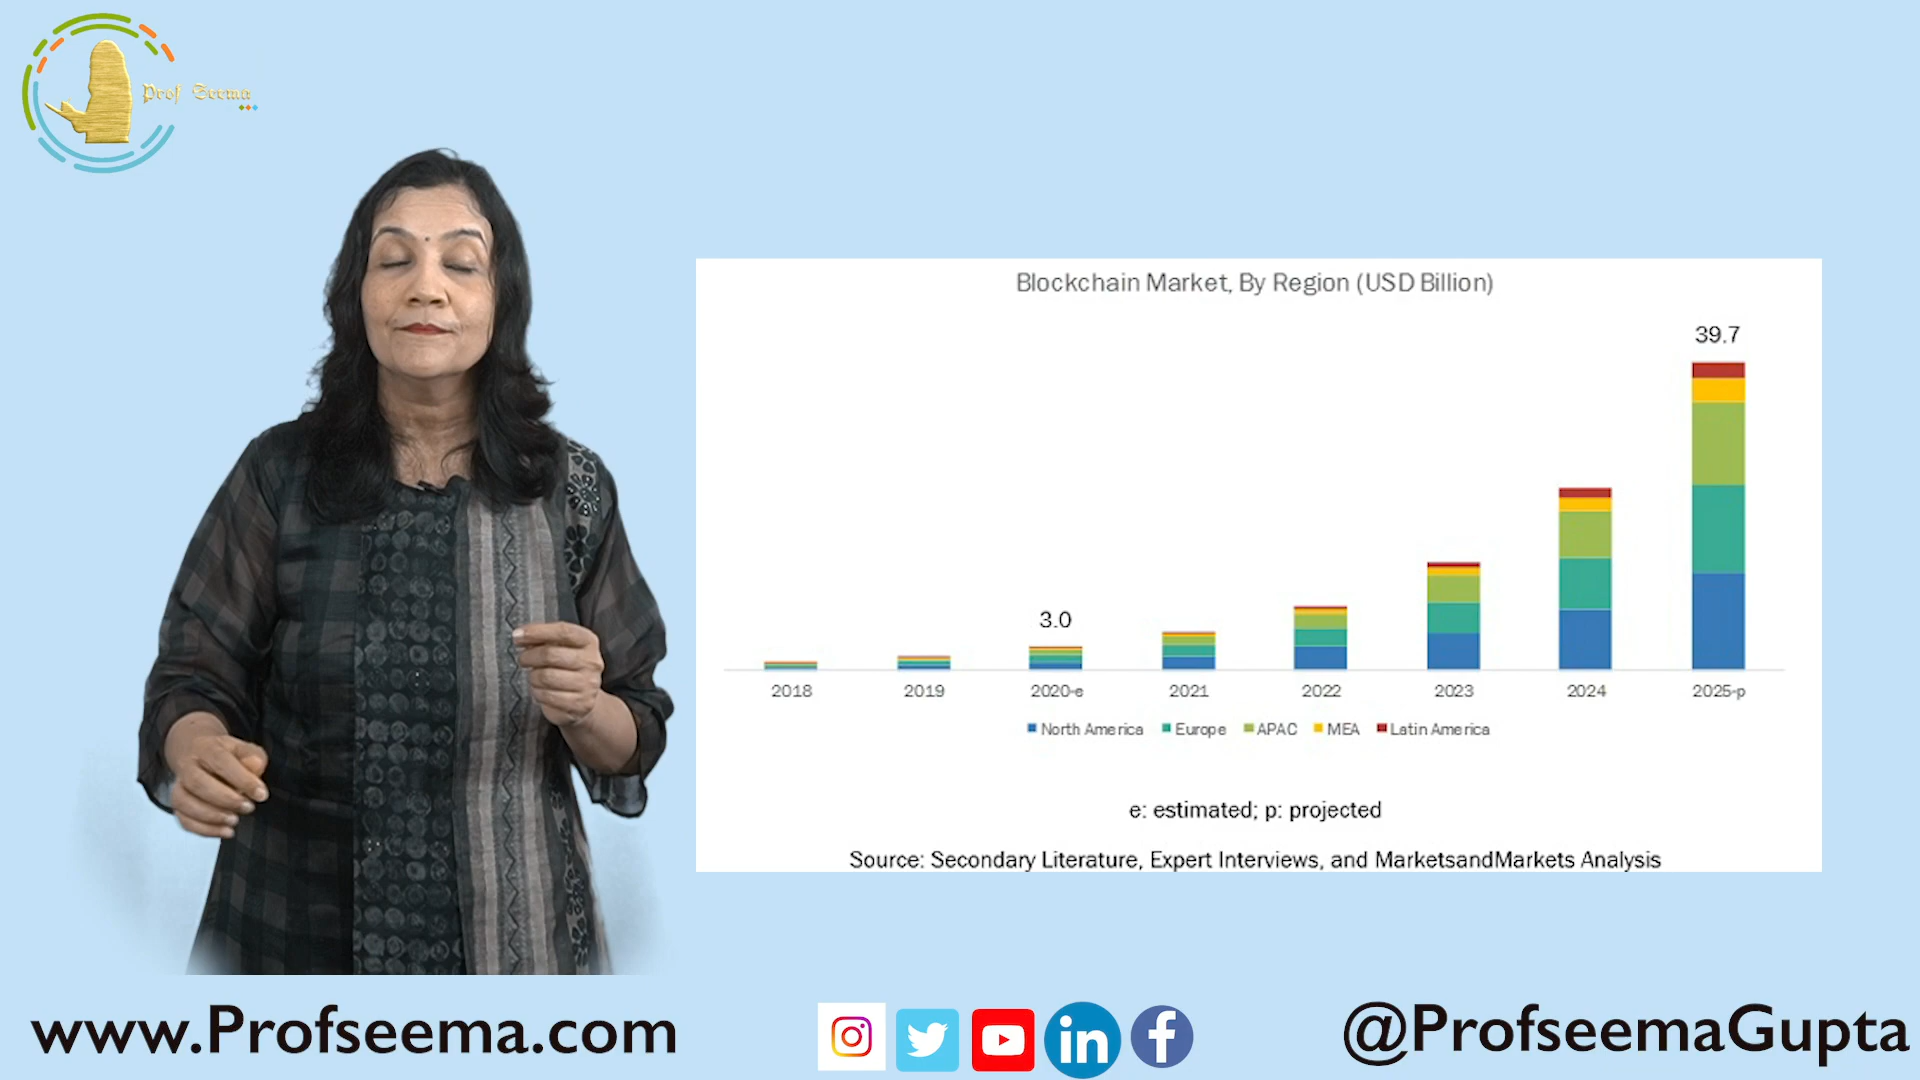 Prof Seema
Blockchain Market, By Region (USD Billion)
39.7
3.0
2018 2019 2020-e 2021 2022 2023 2024 2025-p
North America Europe APAC MEA Latin America
e: estimated; p: projected
Source: Secondary Literature, Expert Interviews, and MarketsandMarkets Analysis
www.Profseema.com
in
f
@ProfseemaGupta